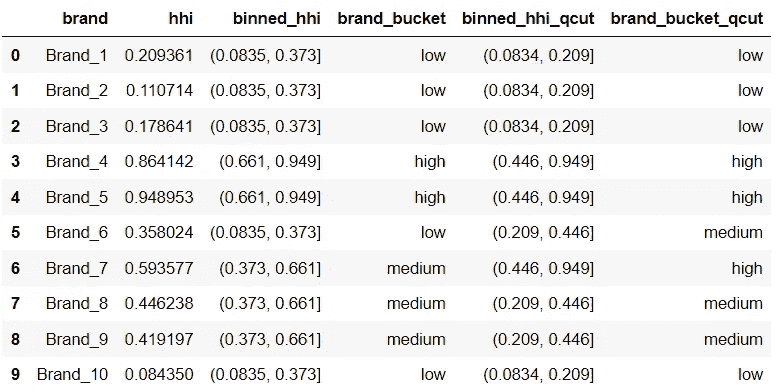 brand hhi binned_hhi brand_bucket binned_hhi_qcut brand_bucket_qcut
0 Brand_1 0.209361 (0.0835, 0.373] low (0.0834, 0.209] low
1 Brand_2 0.110714 (0.0835, 0.373] low (0.0834, 0.209] low
2 Brand_3 0.178641 (0.0835, 0.373] low (0.0834, 0.209] low
3 Brand_4 0.864142 (0.661, 0.949] high (0.446, 0.949] high
4 Brand_5 0.948953 (0.661, 0.949] high (0.446, 0.949] high
5 Brand_6 0.358024 (0.0835, 0.373] low (0.209, 0.446] medium
6 Brand_7 0.593577 (0.373, 0.661] medium (0.446, 0.949] high
7 Brand_8 0.446238 (0.373, 0.661] medium (0.209, 0.446] medium
8 Brand_9 0.419197 (0.373, 0.661] medium (0.209, 0.446] medium
9 Brand_10 0.084350 (0.0835, 0.373] low (0.0834, 0.209] low